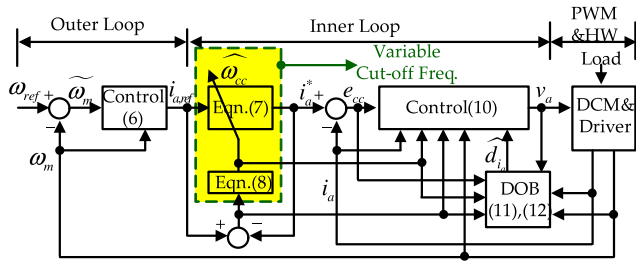 Outer Loop
Inner Loop
PWM
&HW
Variable
Cut-off Freq.
Load
ω_ref
+
−
ω̃_m
Control
(6)
i_a,ref
ω̂_cc
Eqn.(7)
i_a^*
+
−
e_cc
Control(10)
v_a
DCM&
Driver
ω_m
Eqn.(8)
i_a
d̂_i_a
DOB
(11),(12)
+
−